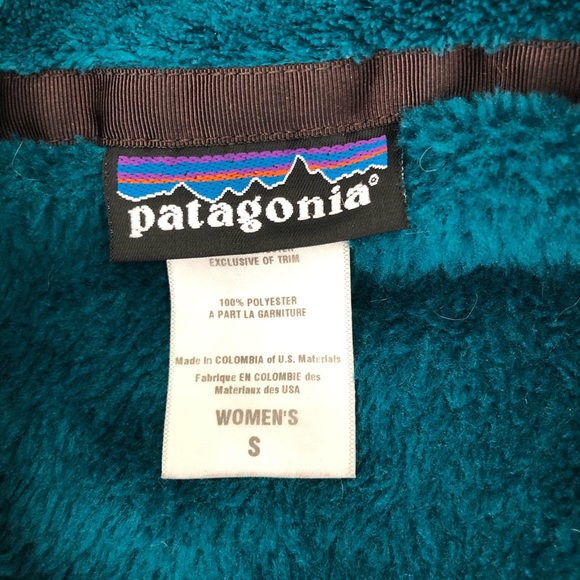 patagonia®
EXCLUSIVE OF TRIM
100% POLYESTER
A PART LA GARNITURE
Made in COLOMBIA of U.S. Materials
Fabrique EN COLOMBIE des
Materiaux des USA
WOMEN'S
S